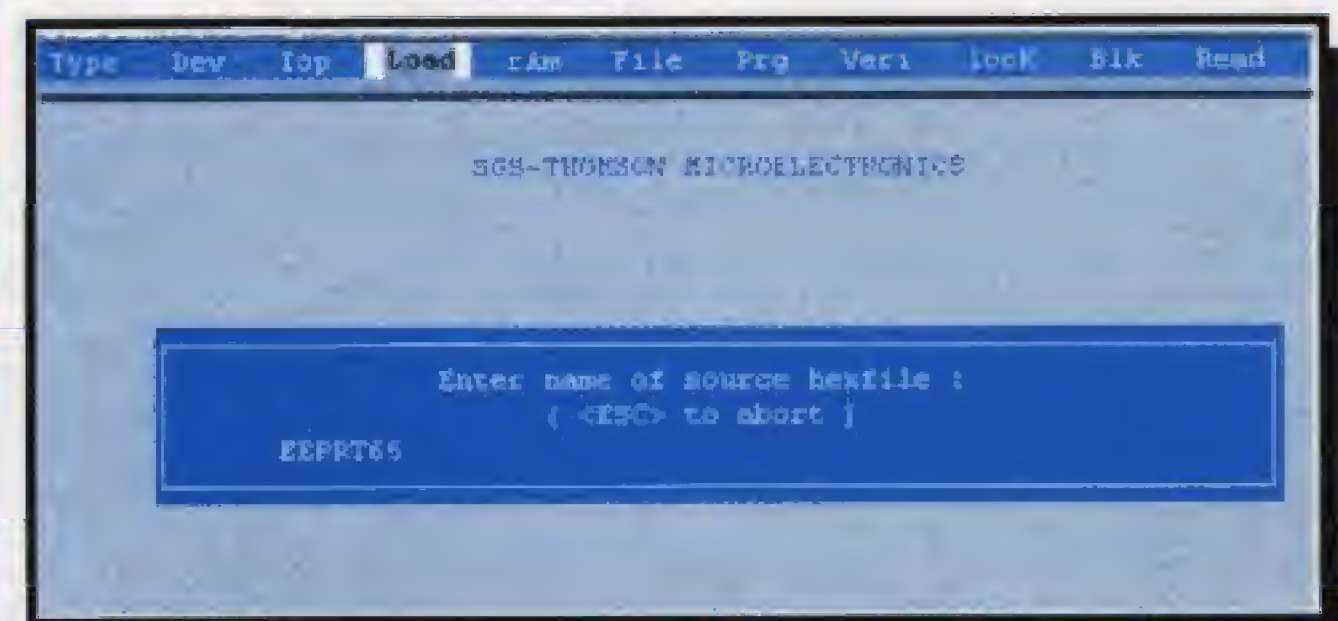 Type Dev Iop Load rAm File Prg Veri locK Blk Read
SGS-THOMSON MICROELECTRONICS
Enter name of source hexfile :
( <ESC> to abort )
EEPRT65